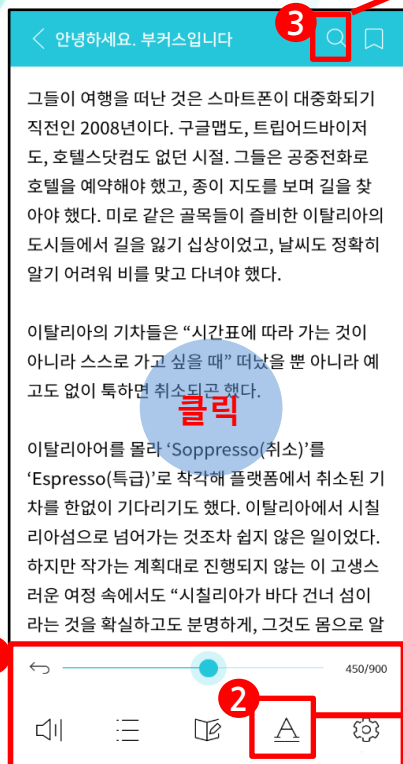 안녕하세요. 부커스입니다
3
그들이 여행을 떠난 것은 스마트폰이 대중화되기
직전인 2008년이다. 구글맵도, 트립어드바이저
도, 호텔스닷컴도 없던 시절. 그들은 공중전화로
호텔을 예약해야 했고, 종이 지도를 보며 길을 찾
아야 했다. 미로 같은 골목들이 즐비한 이탈리아의
도시들에서 길을 잃기 십상이었고, 날씨도 정확히
알기 어려워 비를 맞고 다녀야 했다.
이탈리아의 기차들은 “시간표에 따라 가는 것이
아니라 스스로 가고 싶을 때” 떠났을 뿐 아니라 예
고도 없이 툭하면 취소되곤 했다.
클릭
이탈리아어를 몰라 ‘Soppresso(취소)’를
‘Espresso(특급)’로 착각해 플랫폼에서 취소된 기
차를 한없이 기다리기도 했다. 이탈리아에서 시칠
리아섬으로 넘어가는 것조차 쉽지 않은 일이었다.
하지만 작가는 계획대로 진행되지 않는 이 고생스
러운 여정 속에서도 “시칠리아가 바다 건너 섬이
라는 것을 확실하고도 분명하게, 그것도 몸으로 알
450/900
2
A